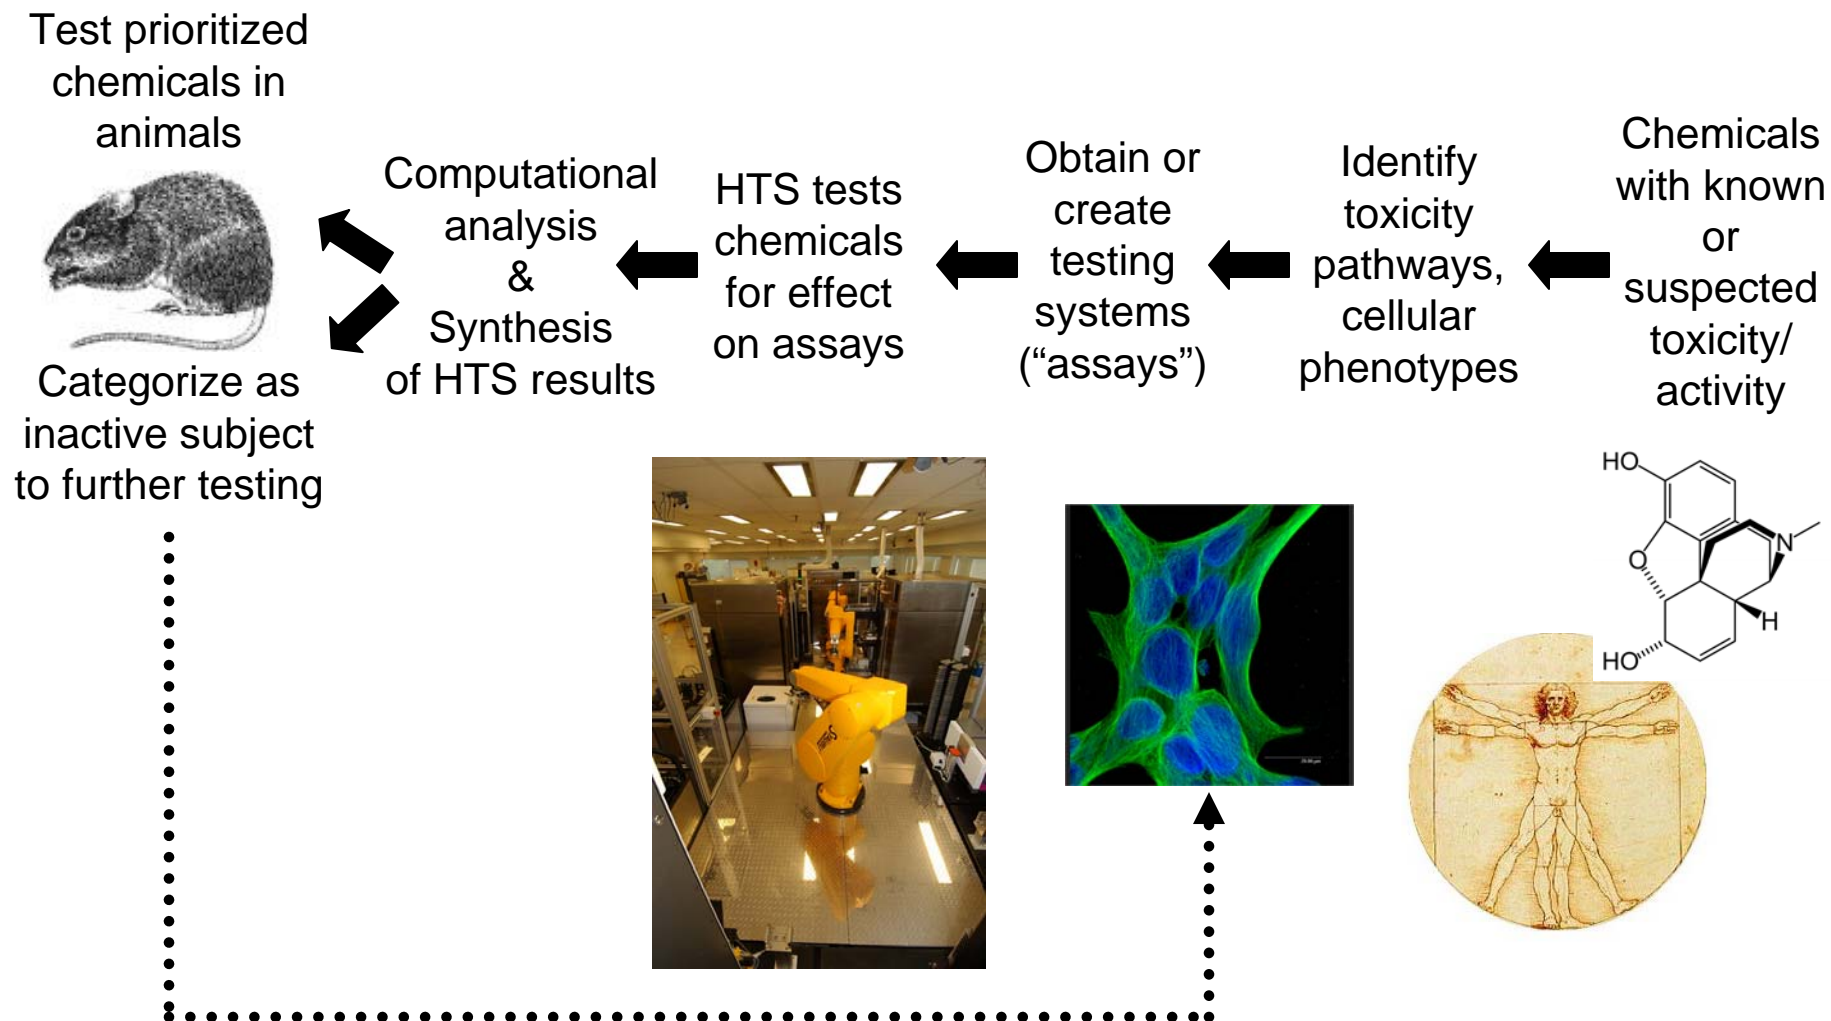 Test prioritized
chemicals in
animals
Categorize as
inactive subject
to further testing
Computational
analysis
&
Synthesis
of HTS results
HTS tests
chemicals
for effect
on assays
Obtain or
create
testing
systems
(“assays”)
Identify
toxicity
pathways,
cellular
phenotypes
Chemicals
with known
or
suspected
toxicity/
activity
HO
O
N
H
HO